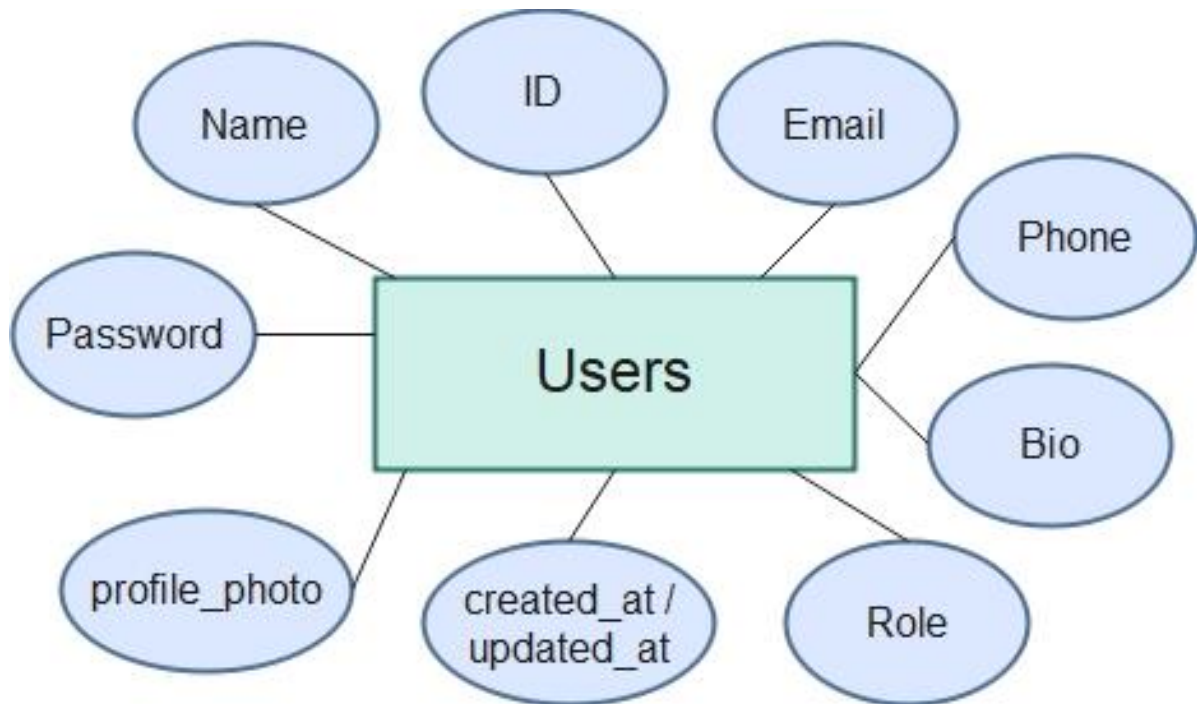 Name
ID
Email
Phone
Password
Users
Bio
profile_photo
created_at /
updated_at
Role